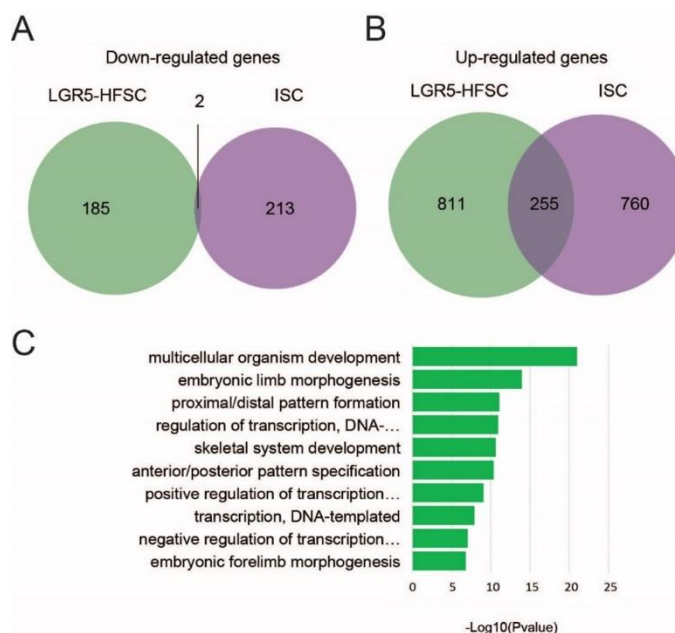 A
Down-regulated genes
LGR5-HFSC 2 ISC
185 213
B
Up-regulated genes
LGR5-HFSC ISC
811 255 760
C
multicellular organism development
embryonic limb morphogenesis
proximal/distal pattern formation
regulation of transcription, DNA-…
skeletal system development
anterior/posterior pattern specification
positive regulation of transcription…
transcription, DNA-templated
negative regulation of transcription…
embryonic forelimb morphogenesis
0 5 10 15 20 25
-Log10(Pvalue)